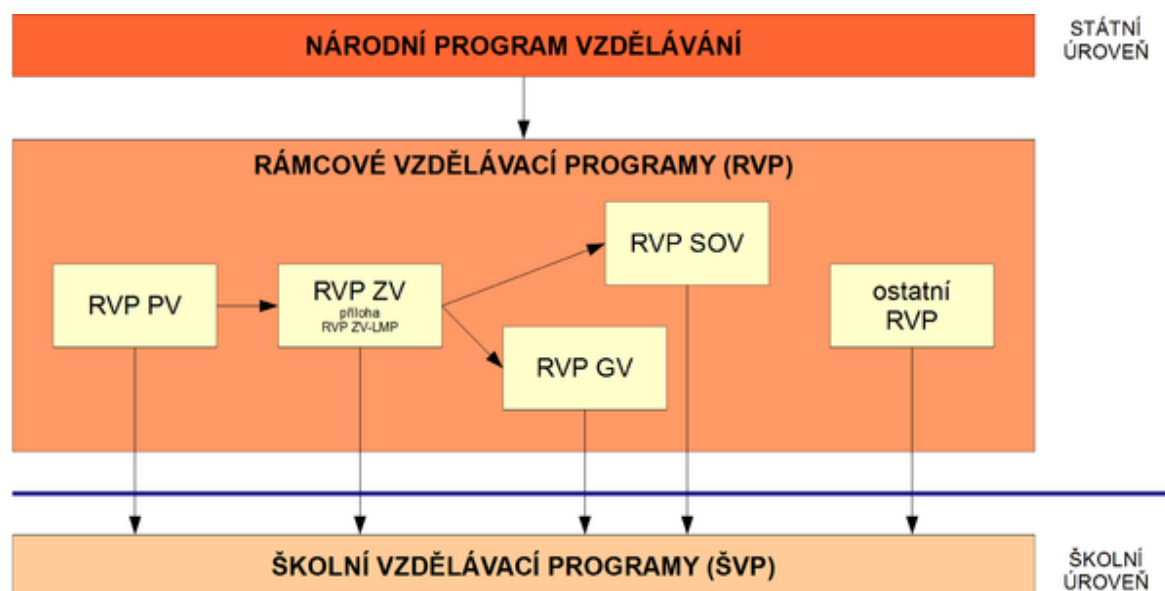 NÁRODNÍ PROGRAM VZDĚLÁVÁNÍ
STÁTNÍ
ÚROVEŇ
RÁMCOVÉ VZDĚLÁVACÍ PROGRAMY (RVP)
RVP SOV
RVP PV
RVP ZV
příloha
RVP ZV-LMP
ostatní
RVP
RVP GV
ŠKOLNÍ VZDĚLÁVACÍ PROGRAMY (ŠVP)
ŠKOLNÍ
ÚROVEŇ